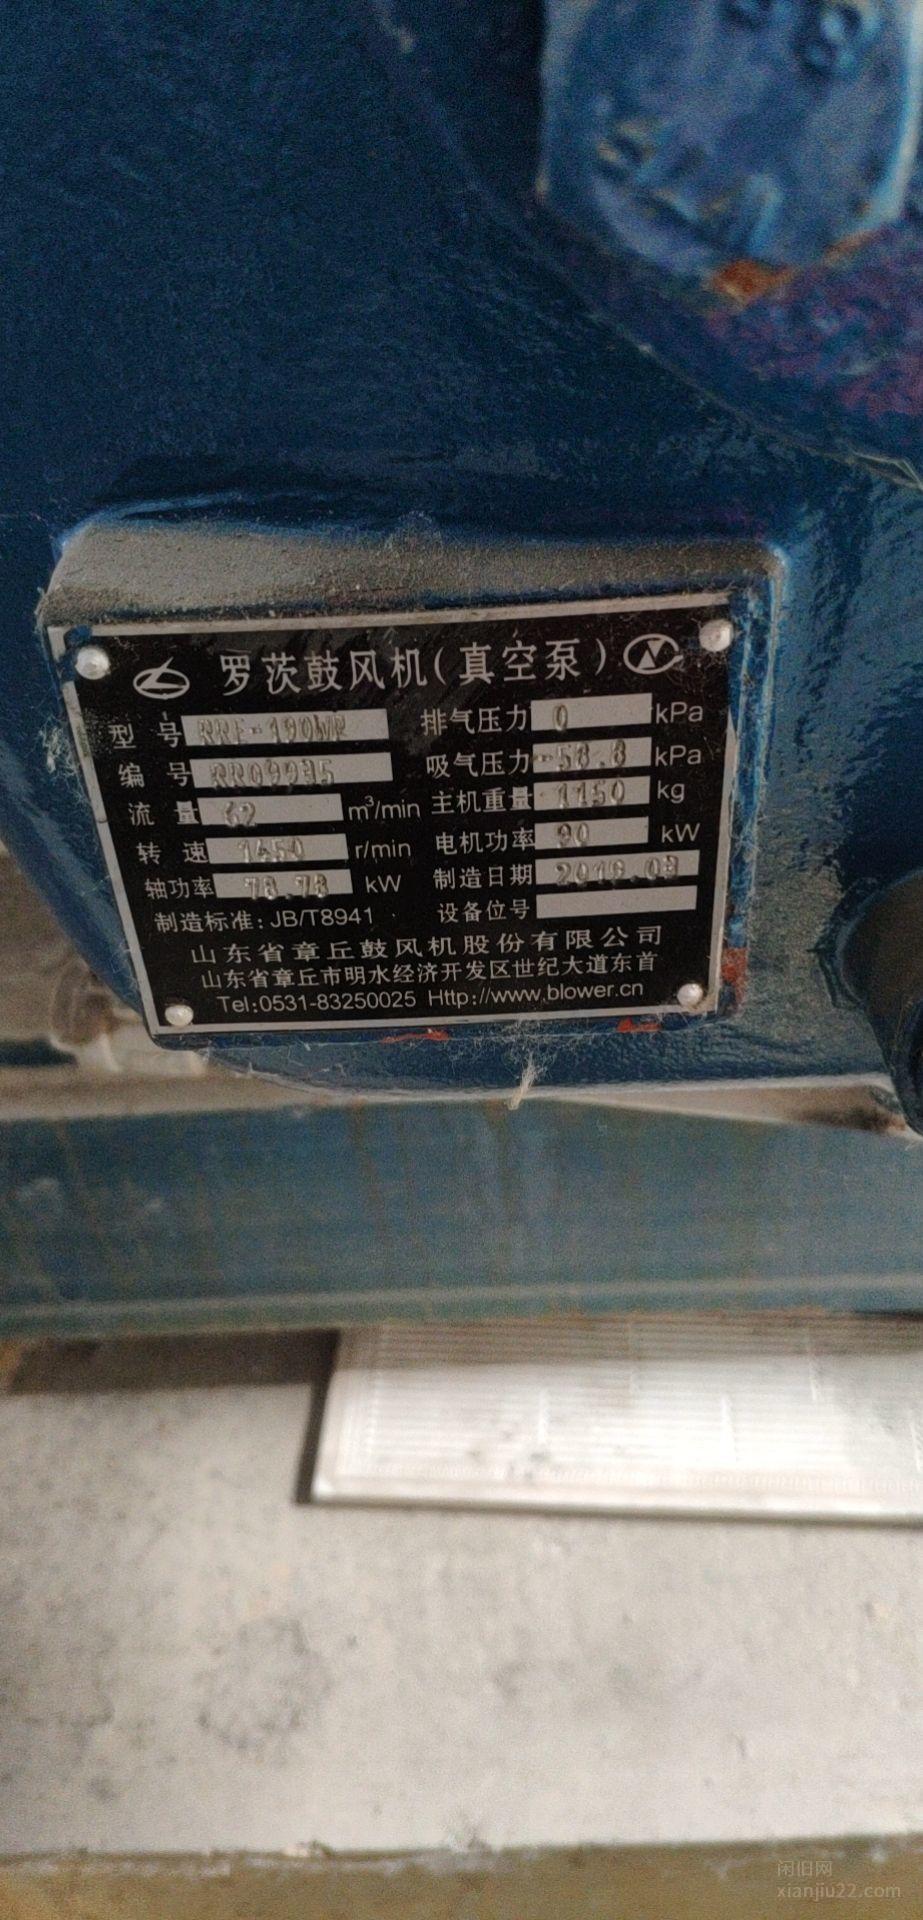 罗茨鼓风机(真空泵)
型号 排气压力 0 kPa
编号 吸气压力 -58.8 kPa
流量 62 m³/min 主机重量 1150 kg
转速 1450 r/min 电机功率 90 kW
轴功率 78.78 kW 制造日期
制造标准: JB/T8941 设备位号
山东省章丘鼓风机股份有限公司
山东省章丘市明水经济开发区世纪大道东首
Tel:0531-83250025 Http://www.blower.cn
闲旧网
xianjiu22.com